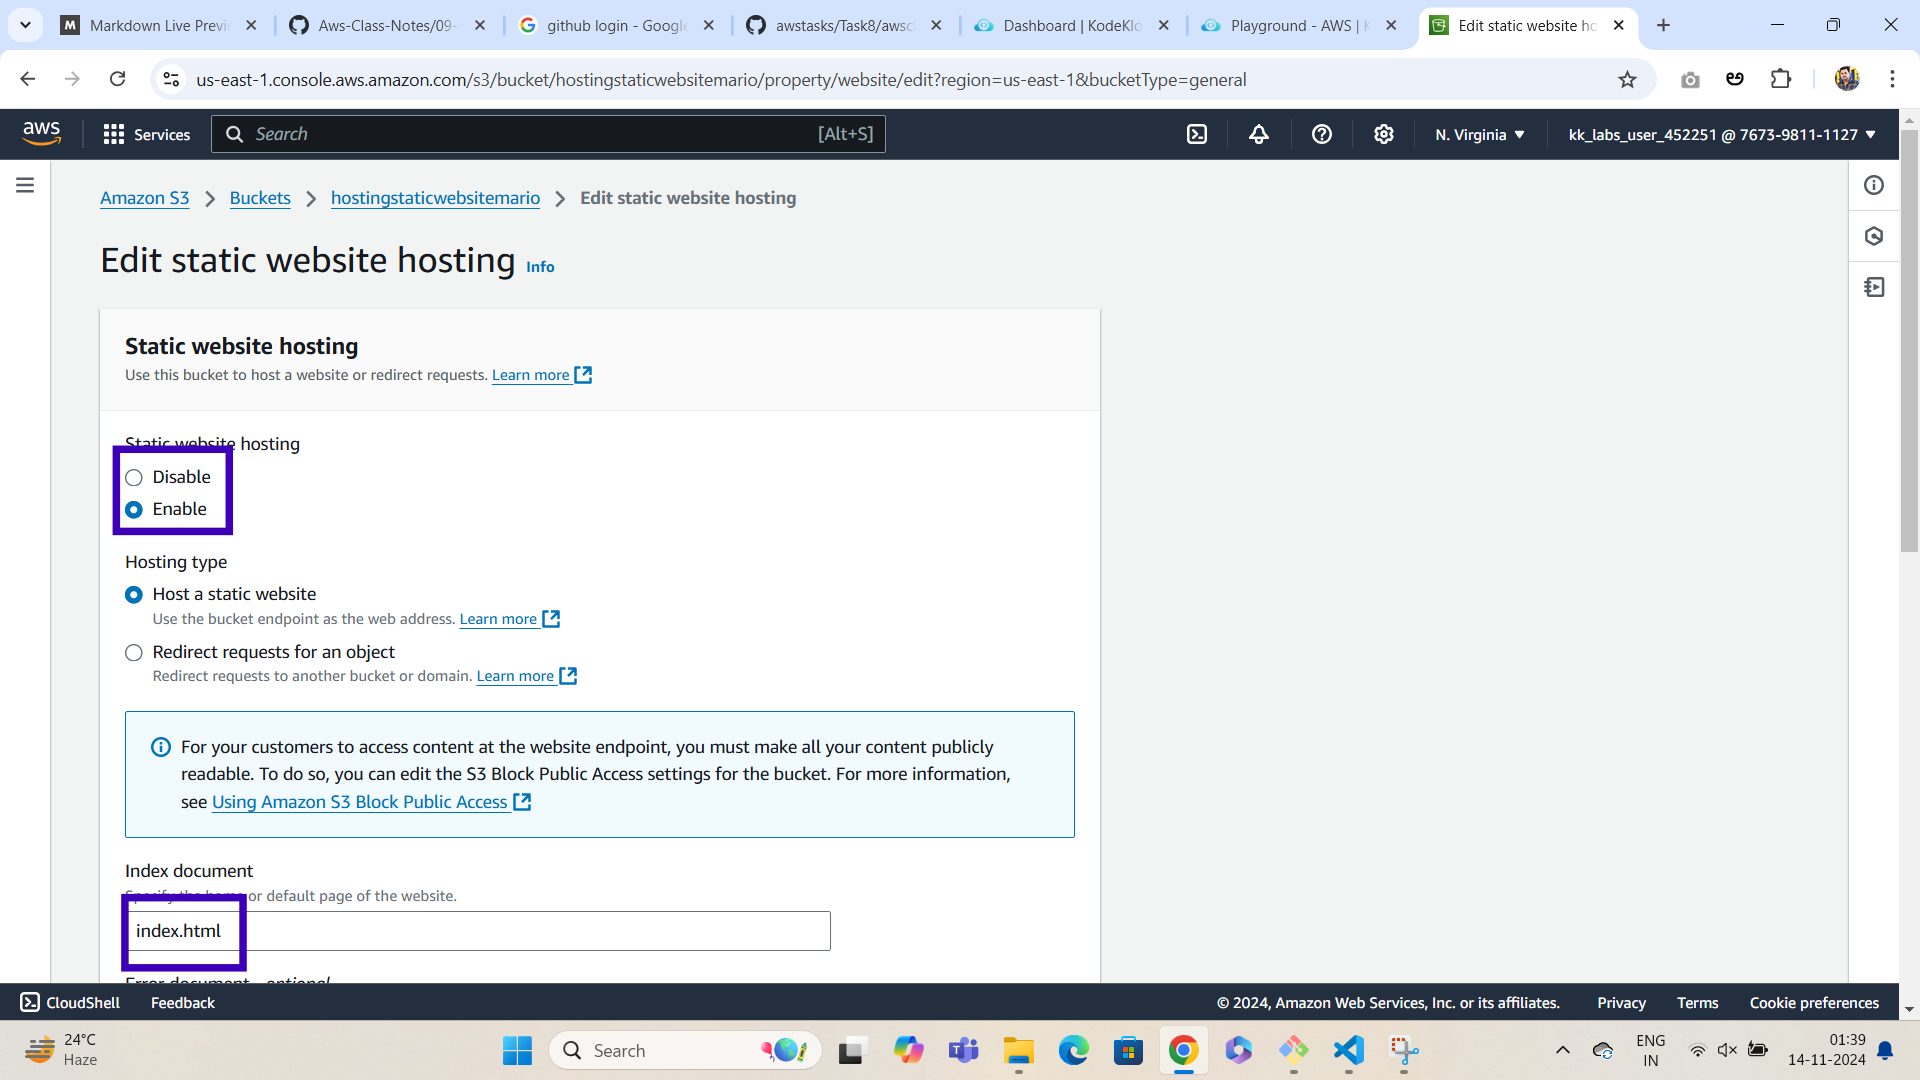 Markdown Live Previ
Aws-Class-Notes/09-
github login - Google
awstasks/Task8/awsc
Dashboard | KodeKlo
Playground - AWS | K
Edit static website ho
us-east-1.console.aws.amazon.com/s3/bucket/hostingstaticwebsitemario/property/website/edit?region=us-east-1&bucketType=general
aws
Services
Search
[Alt+S]
N. Virginia
kk_labs_user_452251 @ 7673-9811-1127
Amazon S3 > Buckets > hostingstaticwebsitemario > Edit static website hosting
Edit static website hosting Info
Static website hosting
Use this bucket to host a website or redirect requests. Learn more
Static website hosting
Disable
Enable
Hosting type
Host a static website
Use the bucket endpoint as the web address. Learn more
Redirect requests for an object
Redirect requests to another bucket or domain. Learn more
For your customers to access content at the website endpoint, you must make all your content publicly
readable. To do so, you can edit the S3 Block Public Access settings for the bucket. For more information,
see Using Amazon S3 Block Public Access
Index document
Specify the home or default page of the website.
index.html
Error document - optional
CloudShell
Feedback
© 2024, Amazon Web Services, Inc. or its affiliates.
Privacy
Terms
Cookie preferences
24°C
Haze
Search
ENG
IN
01:39
14-11-2024